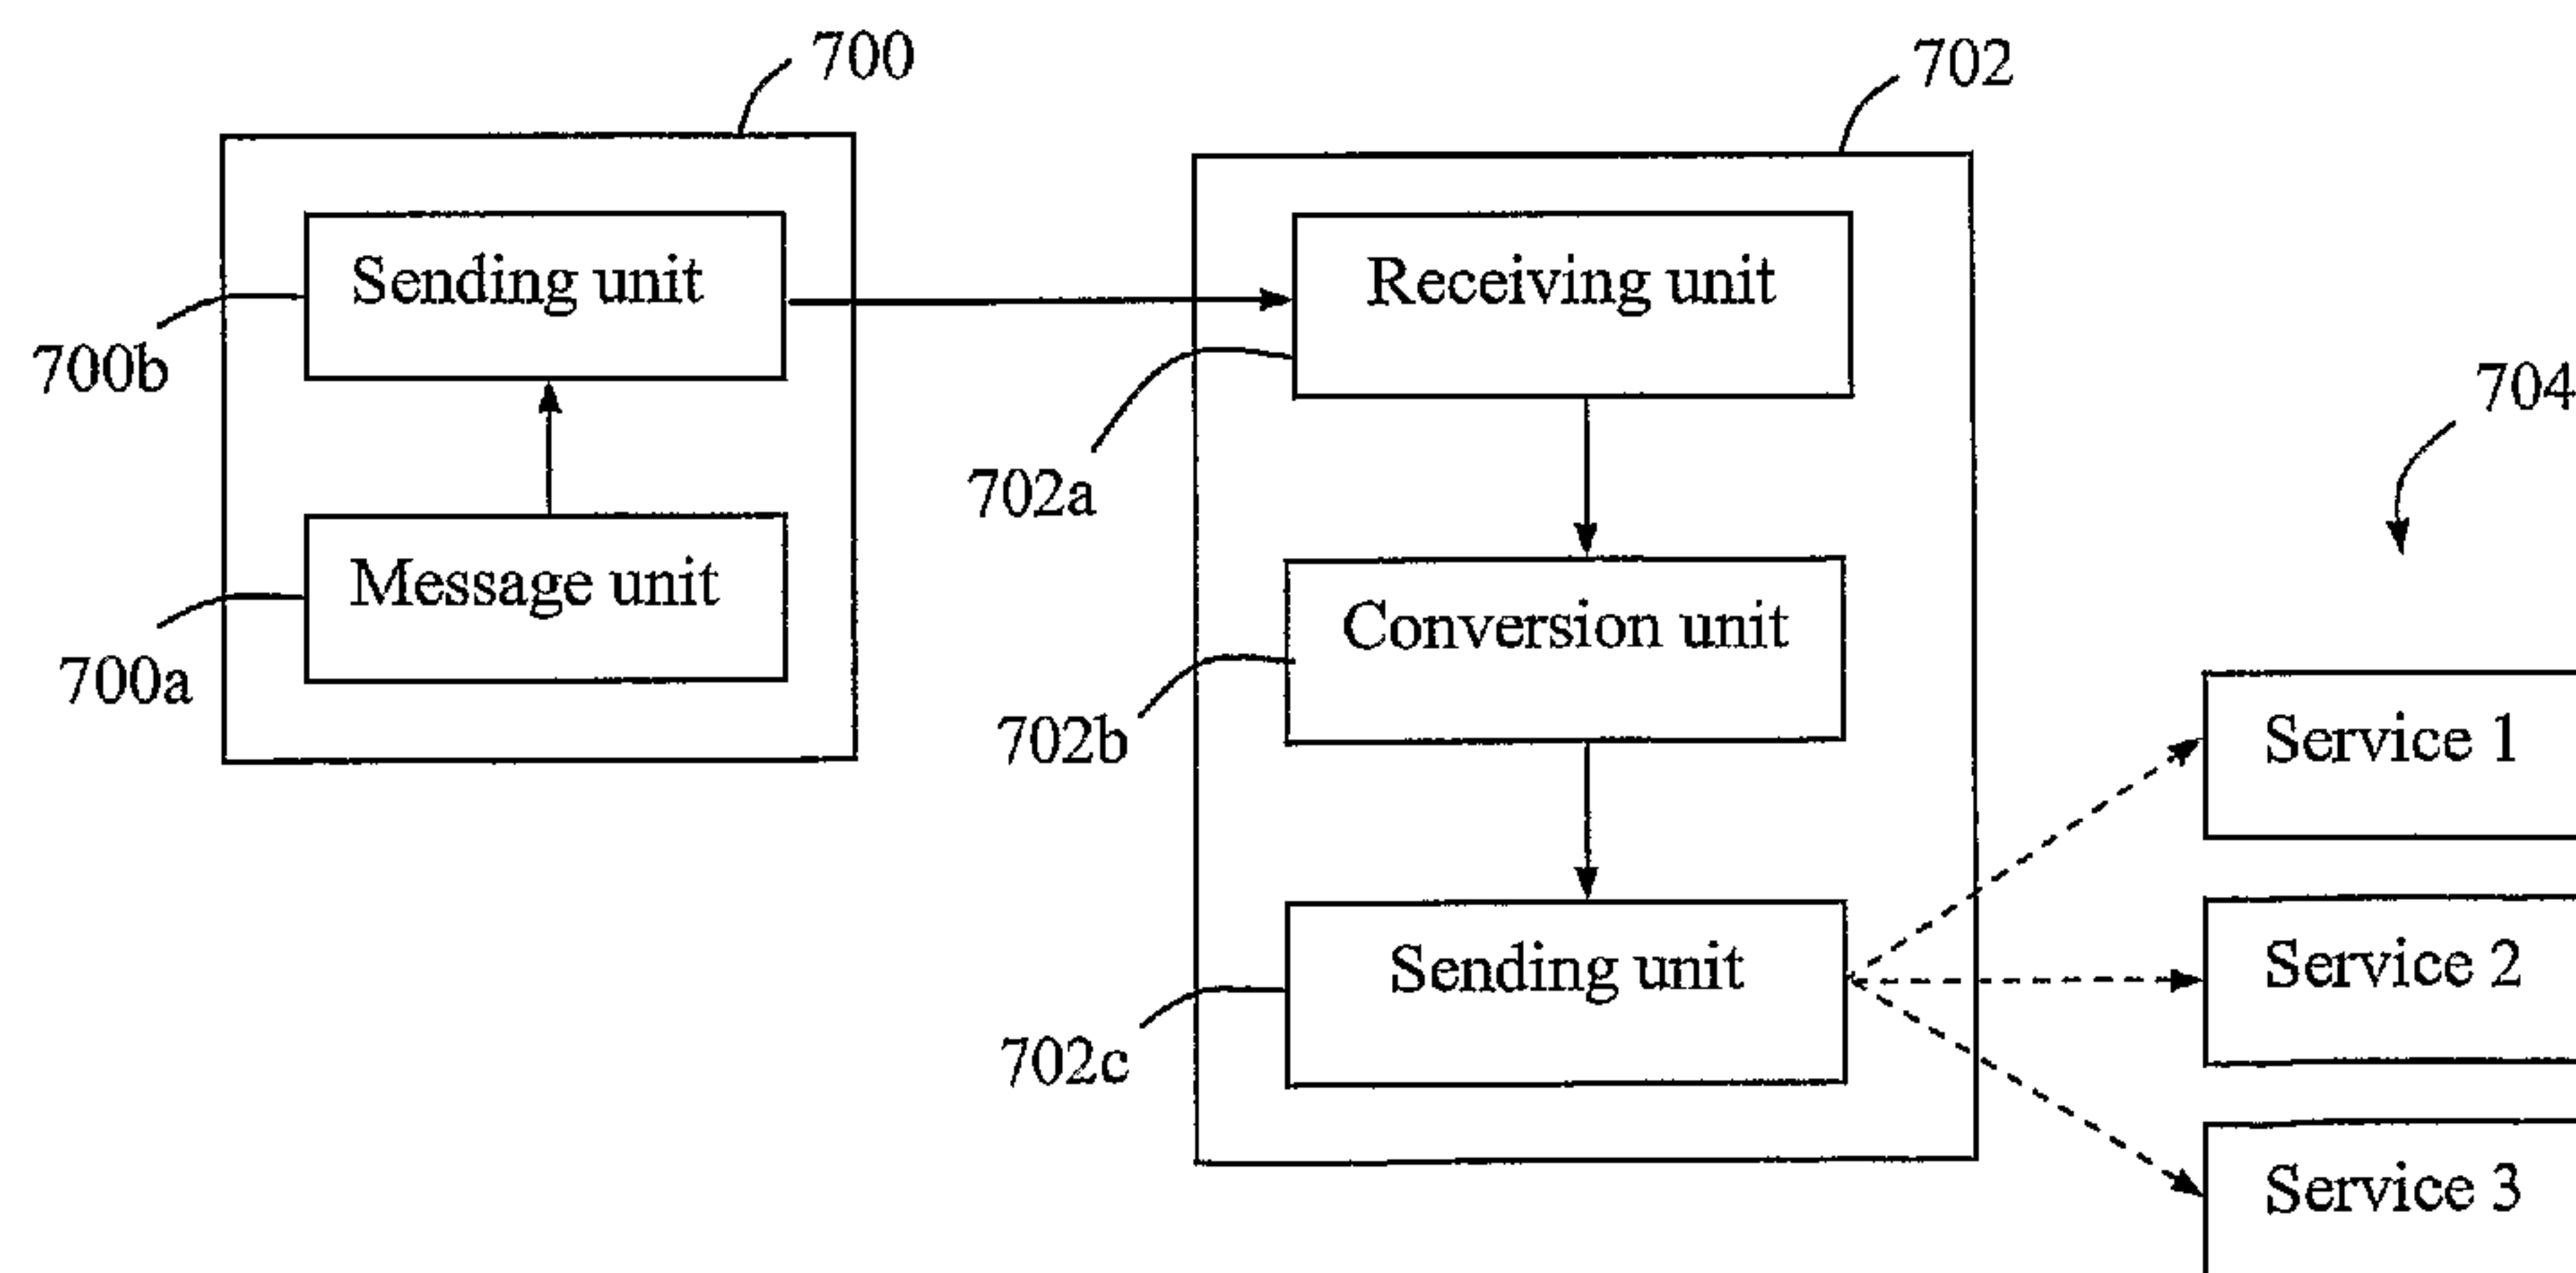 700
702
Sending unit
Receiving unit
700b
704
702a
Message unit
Conversion unit
700a
702b
Service 1
Sending unit
Service 2
702c
Service 3